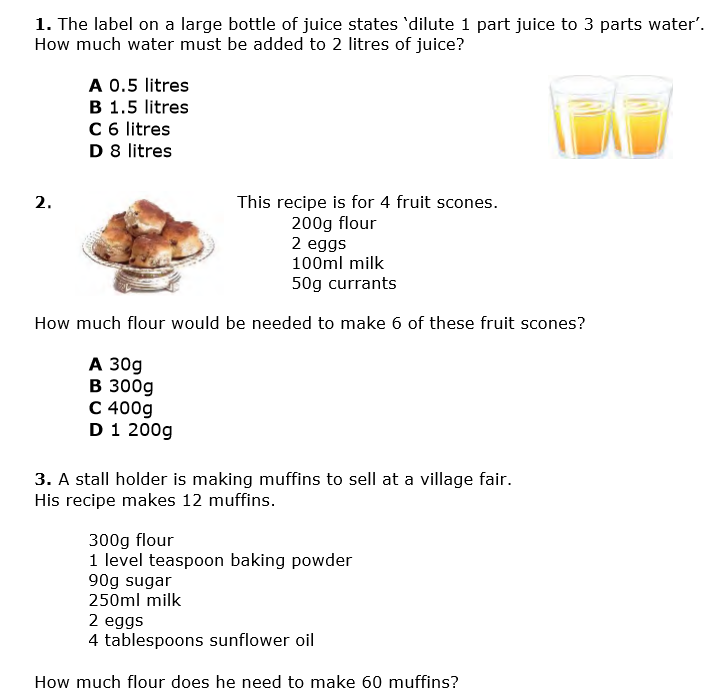 1. The label on a large bottle of juice states ‘dilute 1 part juice to 3 parts water’.
How much water must be added to 2 litres of juice?
A 0.5 litres
B 1.5 litres
C 6 litres
D 8 litres
2.
This recipe is for 4 fruit scones.
200g flour
2 eggs
100ml milk
50g currants
How much flour would be needed to make 6 of these fruit scones?
A 30g
B 300g
C 400g
D 1 200g
3. A stall holder is making muffins to sell at a village fair.
His recipe makes 12 muffins.
300g flour
1 level teaspoon baking powder
90g sugar
250ml milk
2 eggs
4 tablespoons sunflower oil
How much flour does he need to make 60 muffins?